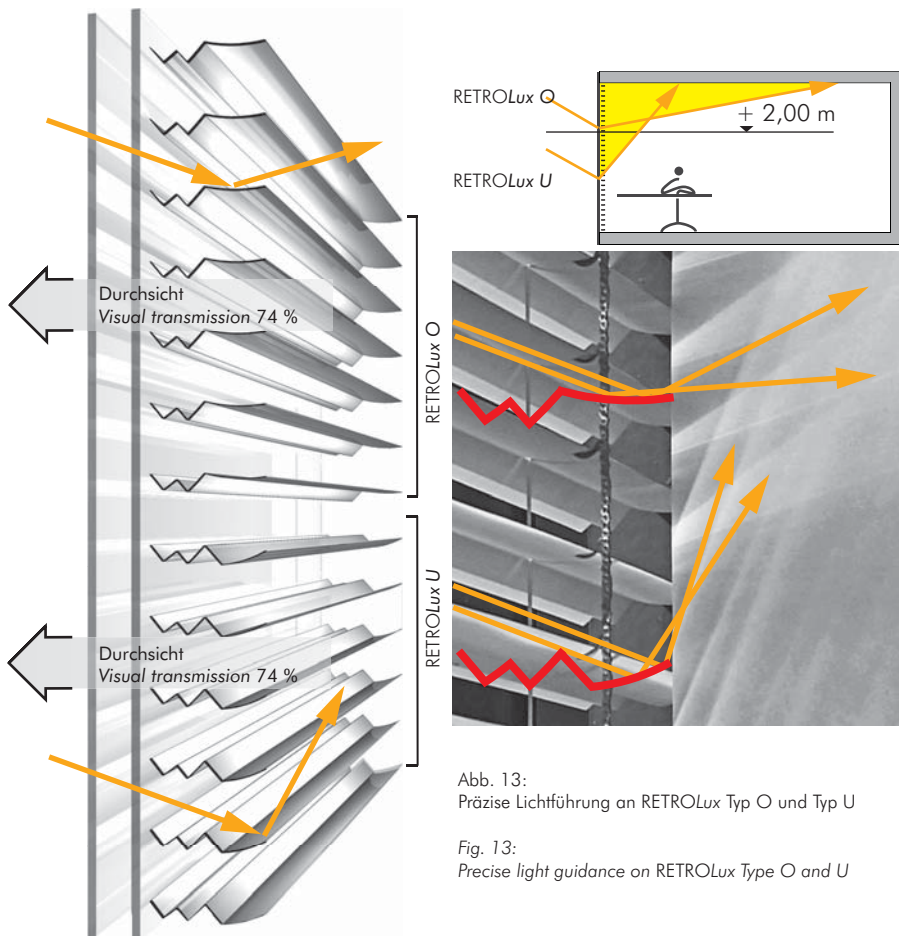 Durchsicht
Visual transmission 74 %
RETROLux O
Durchsicht
Visual transmission 74 %
RETROLux U
RETROLux O
+ 2,00 m
RETROLux U
Abb. 13:
Präzise Lichtführung an RETROLux Typ O und Typ U
Fig. 13:
Precise light guidance on RETROLux Type O and U